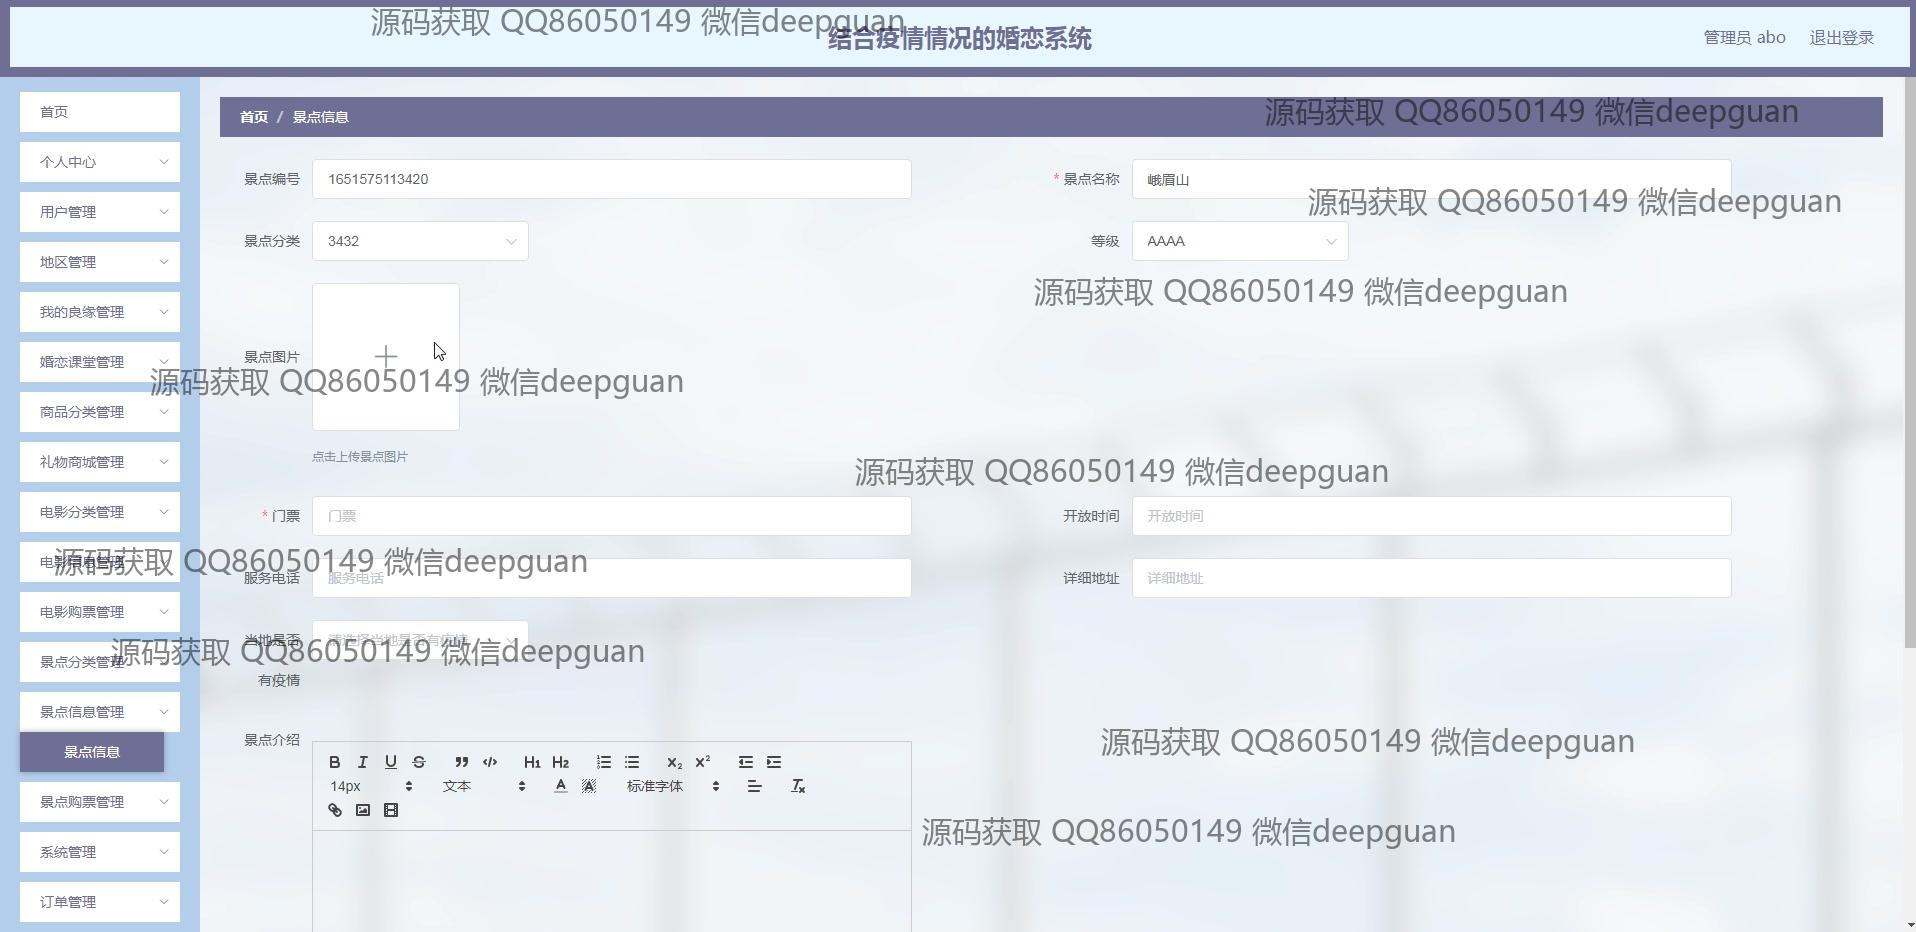 源码获取 QQ86050149 微信deepguan
结合疫情情况的婚恋系统
管理员 abo 退出登录
首页
个人中心
用户管理
地区管理
我的良缘管理
婚恋课堂管理
商品分类管理
礼物商城管理
电影分类管理
电影信息管理
电影购票管理
景点分类管理
景点信息管理
景点信息
景点购票管理
系统管理
订单管理
首页 / 景点信息
源码获取 QQ86050149 微信deepguan
景点编号 1651575113420
* 景点名称 峨眉山
源码获取 QQ86050149 微信deepguan
景点分类 3432
等级 AAAA
源码获取 QQ86050149 微信deepguan
景点图片
源码获取 QQ86050149 微信deepguan
点击上传景点图片
源码获取 QQ86050149 微信deepguan
* 门票 门票
开放时间 开放时间
源码获取 QQ86050149 微信deepguan
服务电话 服务电话
详细地址 详细地址
当地是否有疫情 请选择当地是否有疫情
源码获取 QQ86050149 微信deepguan
景点介绍
源码获取 QQ86050149 微信deepguan
B I U S H1 H2 x2 x2
14px 文本 A A 标准字体 Tx
源码获取 QQ86050149 微信deepguan